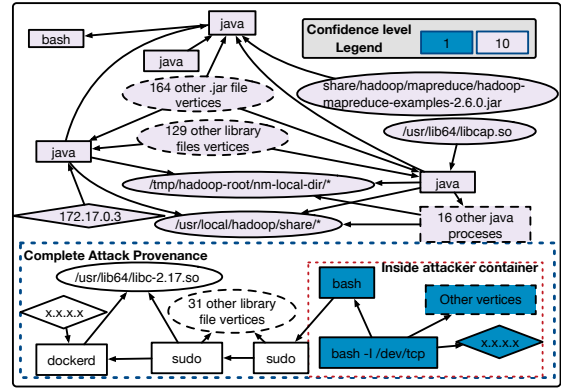 java
Confidence level
Legend
1
10
bash
java
164 other .jar file
vertices
share/hadoop/mapreduce/hadoop-
mapreduce-examples-2.6.0.jar
129 other library
files vertices
/usr/lib64/libcap.so
java
/tmp/hadoop-root/nm-local-dir/*
java
172.17.0.3
/usr/local/hadoop/share/*
16 other java
proceses
Complete Attack Provenance
Inside attacker container
/usr/lib64/libc-2.17.so
bash
31 other library
file vertices
Other vertices
x.x.x.x
dockerd
sudo
sudo
bash -I /dev/tcp
x.x.x.x